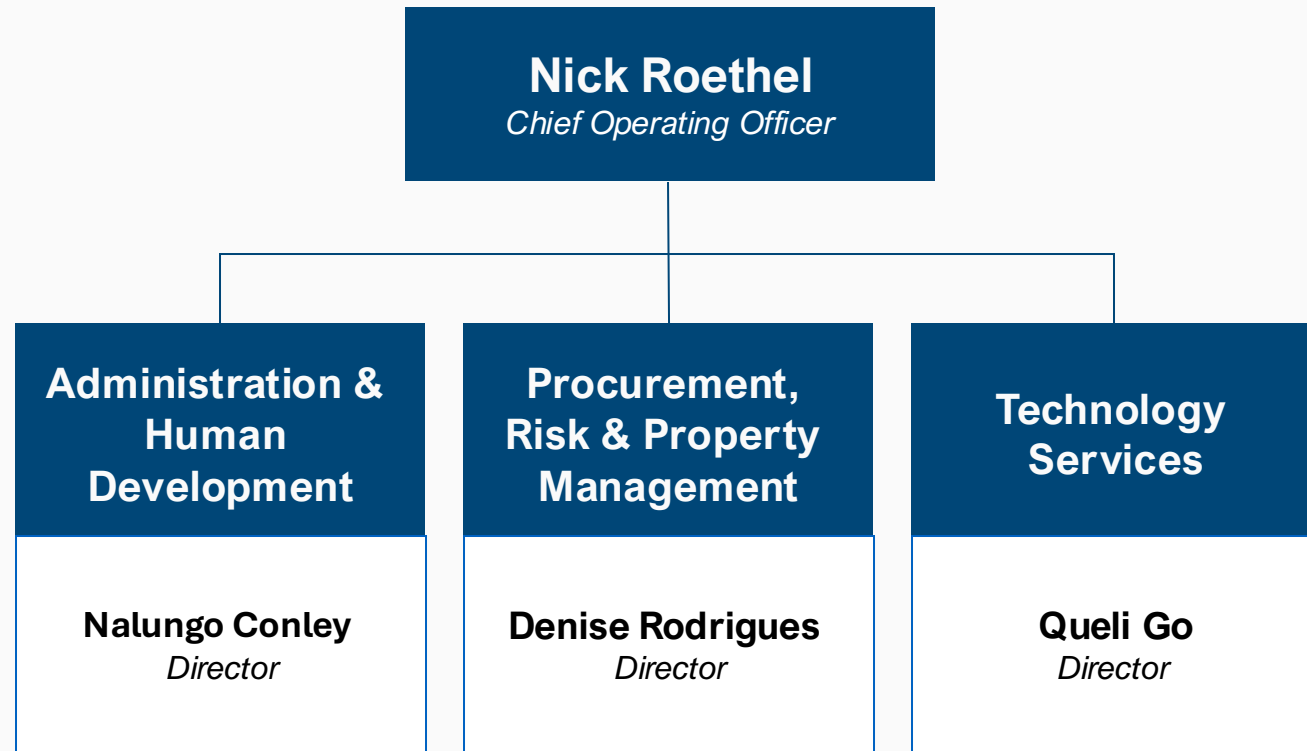 Nick Roethel
Chief Operating Officer
Administration &
Human
Development
Procurement,
Risk & Property
Management
Technology
Services
Nalungo Conley
Director
Denise Rodrigues
Director
Queli Go
Director